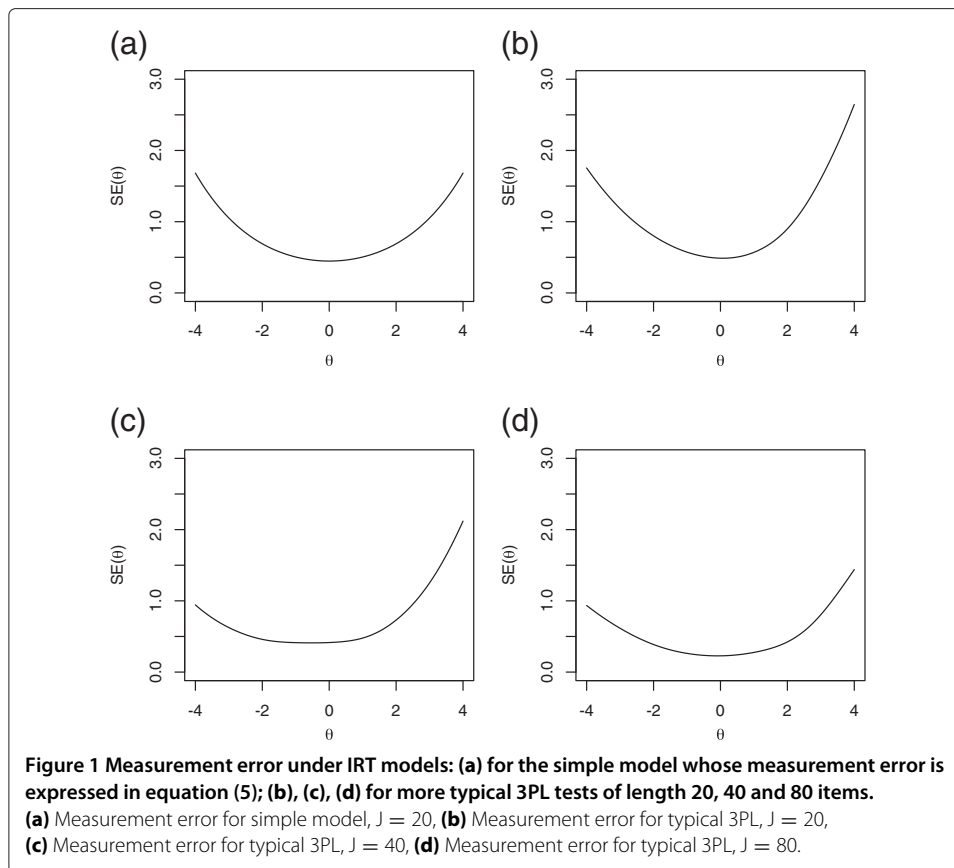 (a)
SE(θ)
3.0
2.0
1.0
0.0
-4 -2 0 2 4
θ
(b)
SE(θ)
3.0
2.0
1.0
0.0
-4 -2 0 2 4
θ
(c)
SE(θ)
3.0
2.0
1.0
0.0
-4 -2 0 2 4
θ
(d)
SE(θ)
3.0
2.0
1.0
0.0
-4 -2 0 2 4
θ
Figure 1 Measurement error under IRT models: (a) for the simple model whose measurement error is
expressed in equation (5); (b), (c), (d) for more typical 3PL tests of length 20, 40 and 80 items.
(a) Measurement error for simple model, J = 20, (b) Measurement error for typical 3PL, J = 20,
(c) Measurement error for typical 3PL, J = 40, (d) Measurement error for typical 3PL, J = 80.